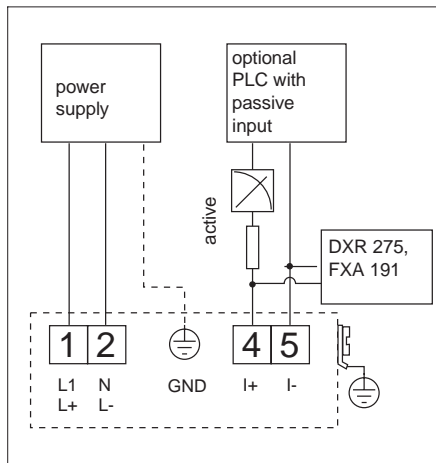 power
supply
optional
PLC with
passive
input
active
DXR 275,
FXA 191
1 2 4 5
L1 N GND I+ I-
L+ L-